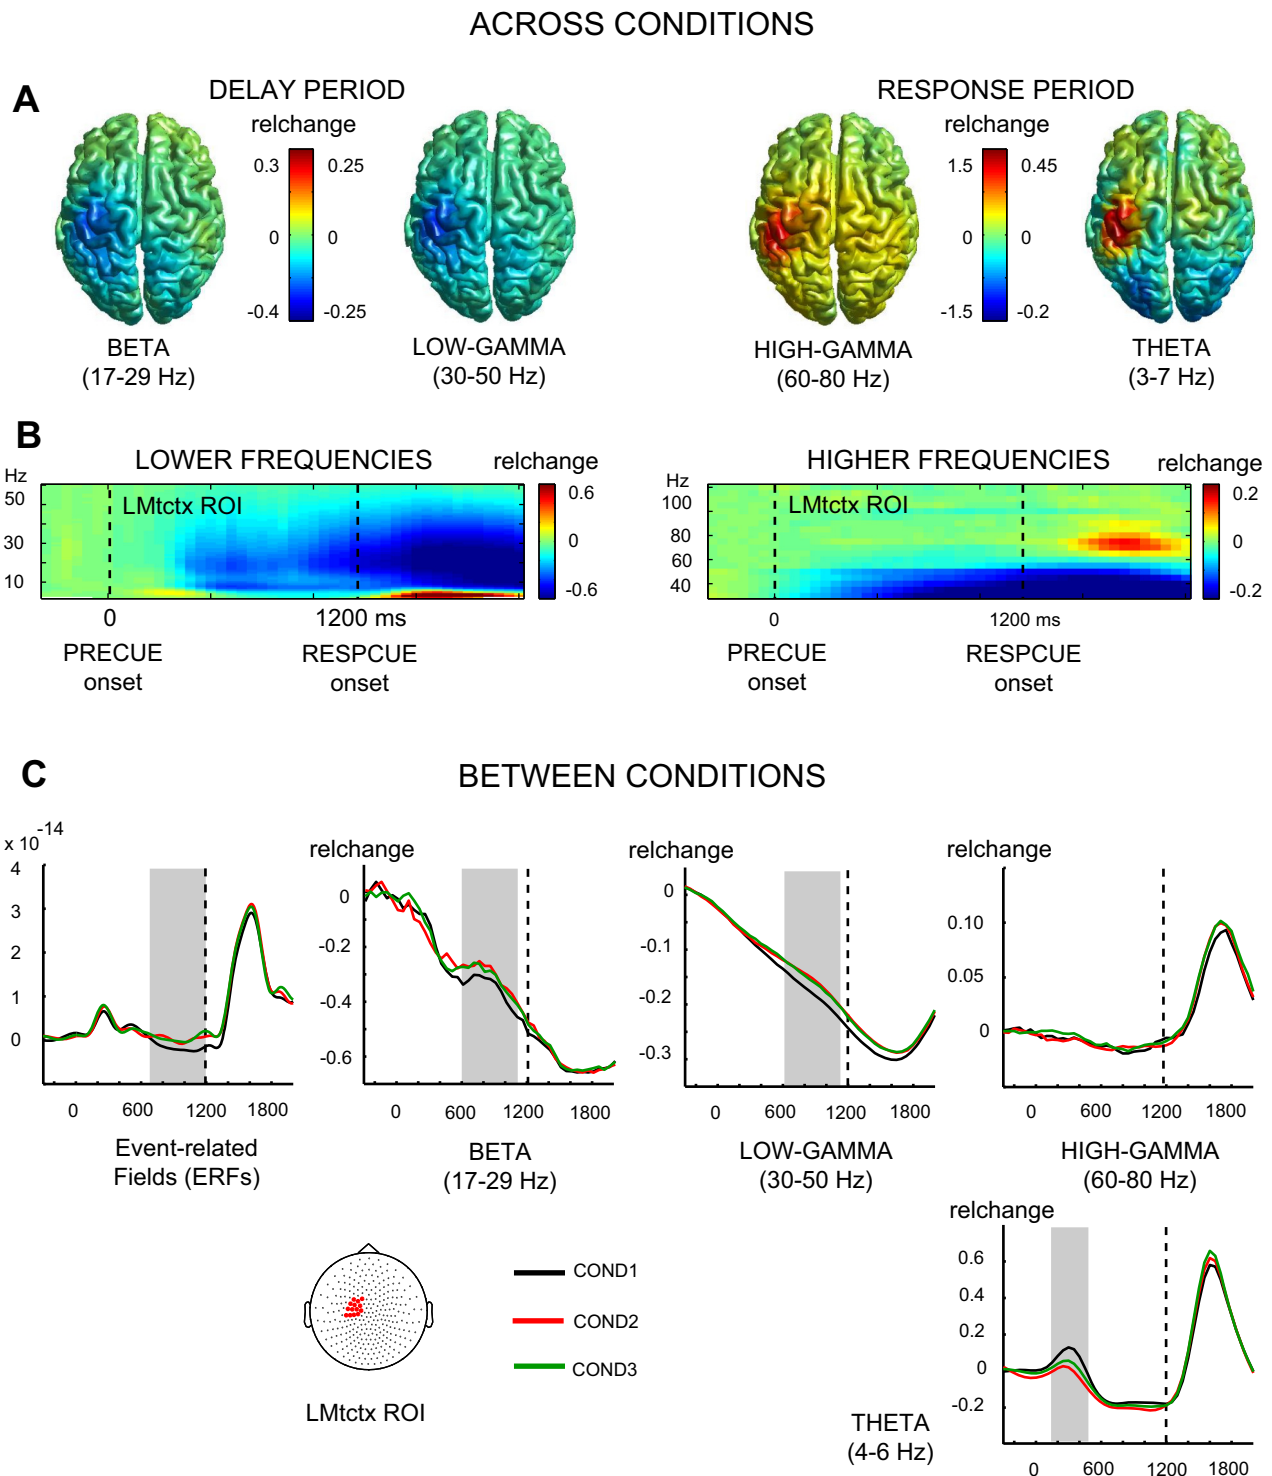 ACROSS CONDITIONS
A
DELAY PERIOD
RESPONSE PERIOD
relchange
relchange
0.3 0.25
0 0
-0.4 -0.25
1.5 0.45
0 0
-1.5 -0.2
BETA
(17-29 Hz)
LOW-GAMMA
(30-50 Hz)
HIGH-GAMMA
(60-80 Hz)
THETA
(3-7 Hz)
B
LOWER FREQUENCIES
relchange
Hz
50
30
10
LMtctx ROI
0.6
0
-0.6
0
1200 ms
PRECUE
onset
RESPCUE
onset
HIGHER FREQUENCIES
relchange
Hz
100
80
60
40
LMtctx ROI
0.2
0
-0.2
0
1200 ms
PRECUE
onset
RESPCUE
onset
C
BETWEEN CONDITIONS
x 10-14
4
3
2
1
0
0 600 1200 1800
Event-related
Fields (ERFs)
relchange
0
-0.2
-0.4
-0.6
0 600 1200 1800
BETA
(17-29 Hz)
relchange
0
-0.1
-0.2
-0.3
0 600 1200 1800
LOW-GAMMA
(30-50 Hz)
relchange
0.10
0.05
0
0 600 1200 1800
HIGH-GAMMA
(60-80 Hz)
relchange
0.6
0.4
0.2
0
-0.2
0 600 1200 1800
THETA
(4-6 Hz)
LMtctx ROI
COND1
COND2
COND3